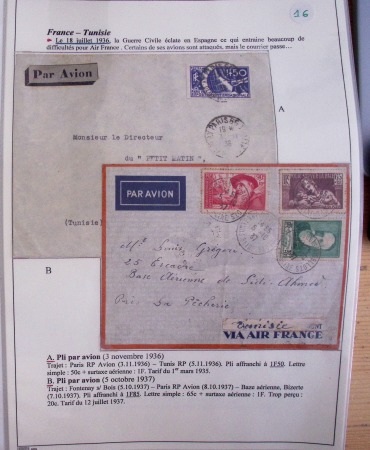 16
France – Tunisie
• Le 18 juillet 1936, la Guerre Civile éclate en Espagne ce qui entraine beaucoup de
difficultés pour Air France. Certains de ses avions sont attaqués, mais le courrier passe…
Par Avion
1F50
A
Monsieur le Directeur
du "PETIT MATIN",
(Tunisie)
PAR AVION
25 Escadre
Base Aérienne de Sidi Ahmed
Par La Pêcherie
Tunisie
VIA AIR FRANCE
B
A. Pli par avion (3 novembre 1936)
Trajet : Paris RP Avion (3.11.1936) – Tunis RP (5.11.1936). Pli affranchi à 1F50. Lettre
simple : 50c + surtaxe aérienne : 1F. Tarif du 1er mars 1935.
B. Pli par avion (5 octobre 1937)
Trajet : Fontenay s/ Bois (5.10.1937) – Paris RP Avion (8.10.1937) – Baze aérienne, Bizerte
(7.10.1937). Pli affranchi à 1F85. Lettre simple : 65c + surtaxe aérienne : 1F. Trop perçu :
20c. Tarif du 12 juillet 1937.